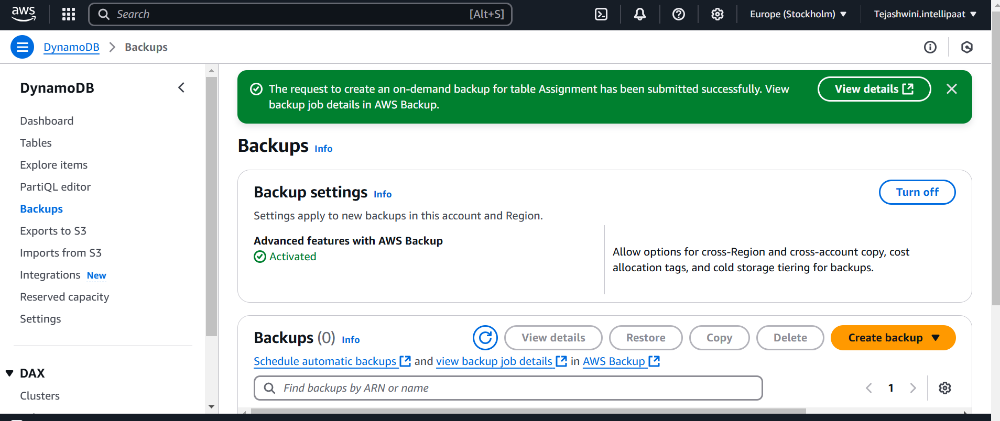 aws
Search
[Alt+S]
Europe (Stockholm)
Tejashwini.intellipaat
DynamoDB
Backups
DynamoDB
Dashboard
Tables
Explore items
PartiQL editor
Backups
Exports to S3
Imports from S3
Integrations New
Reserved capacity
Settings
DAX
Clusters
The request to create an on-demand backup for table Assignment has been submitted successfully. View
backup job details in AWS Backup.
View details
Backups Info
Backup settings Info
Turn off
Settings apply to new backups in this account and Region.
Advanced features with AWS Backup
Activated
Allow options for cross-Region and cross-account copy, cost
allocation tags, and cold storage tiering for backups.
Backups (0) Info
View details
Restore
Copy
Delete
Create backup
Schedule automatic backups and view backup job details in AWS Backup
Find backups by ARN or name
1